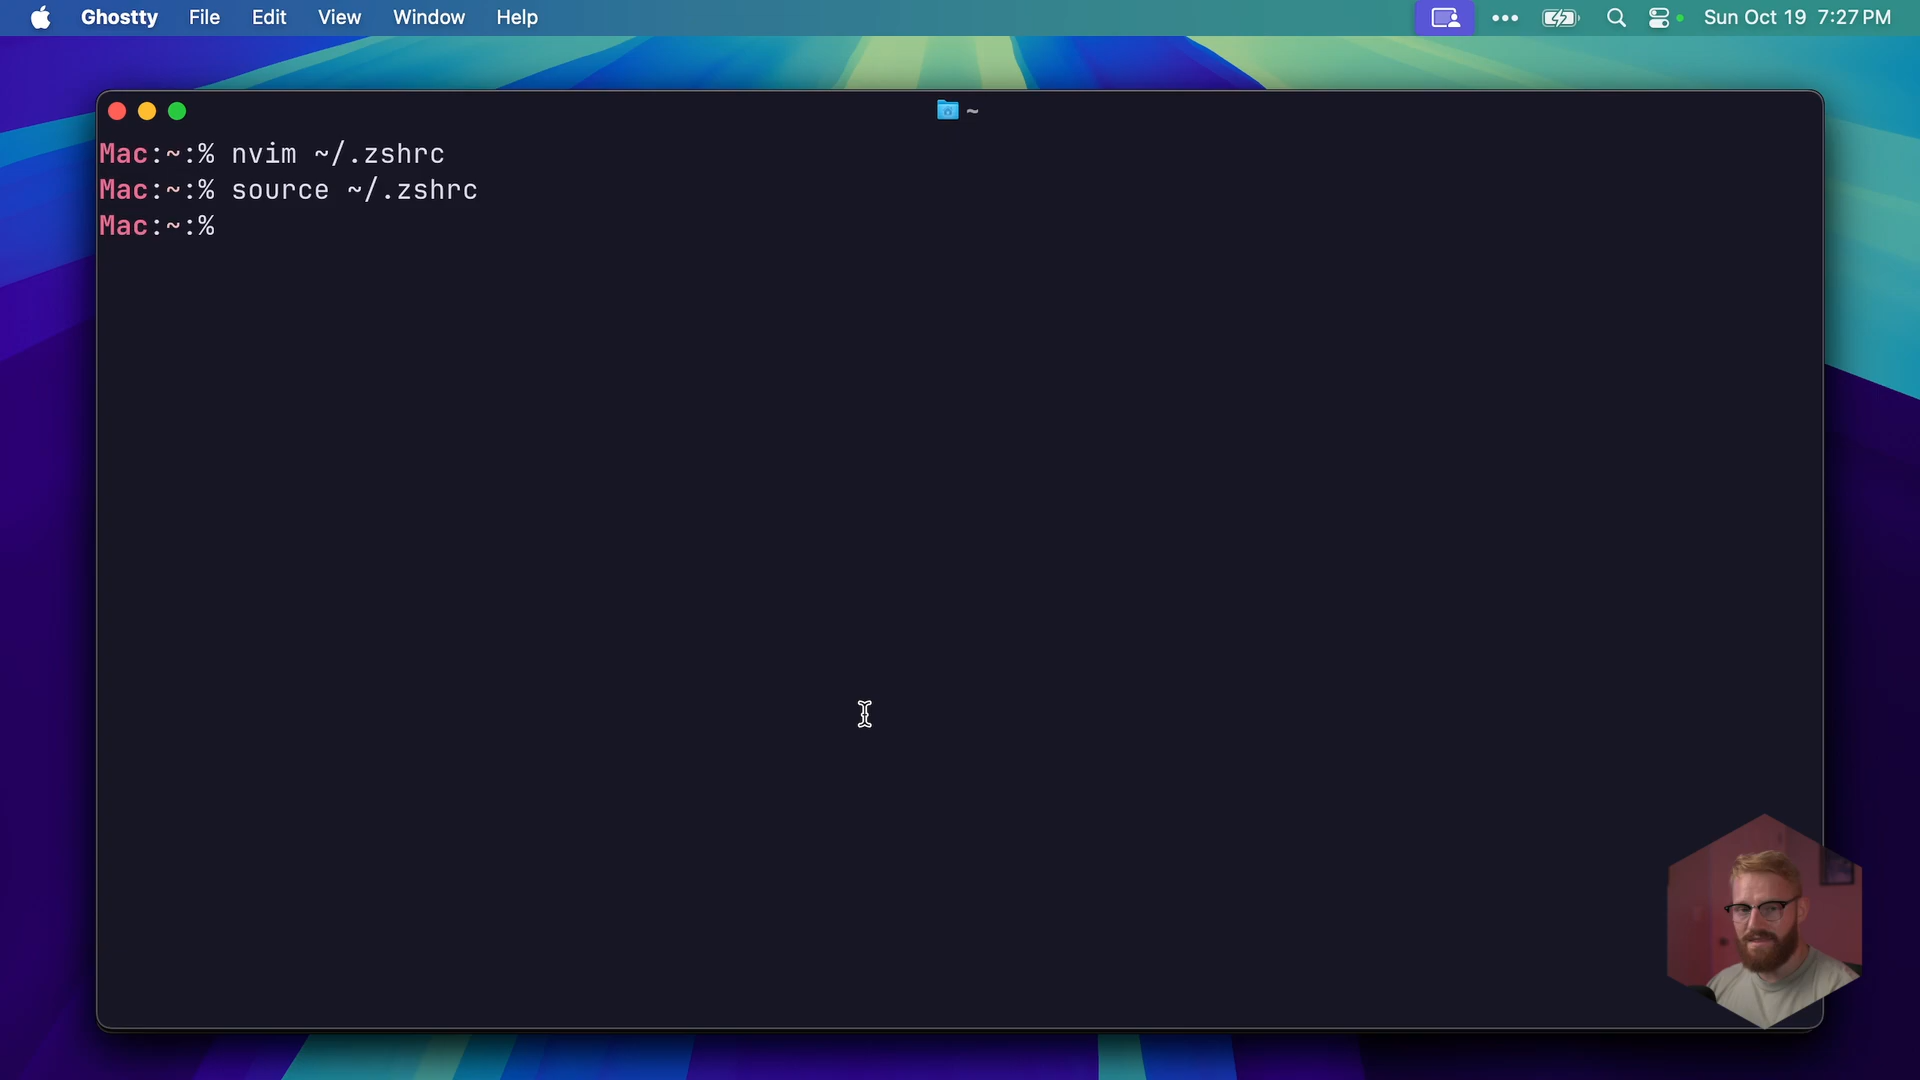 Ghostty File Edit View Window Help Sun Oct 19 7:27 PM
~
Mac:~:% nvim ~/.zshrc
Mac:~:% source ~/.zshrc
Mac:~:%